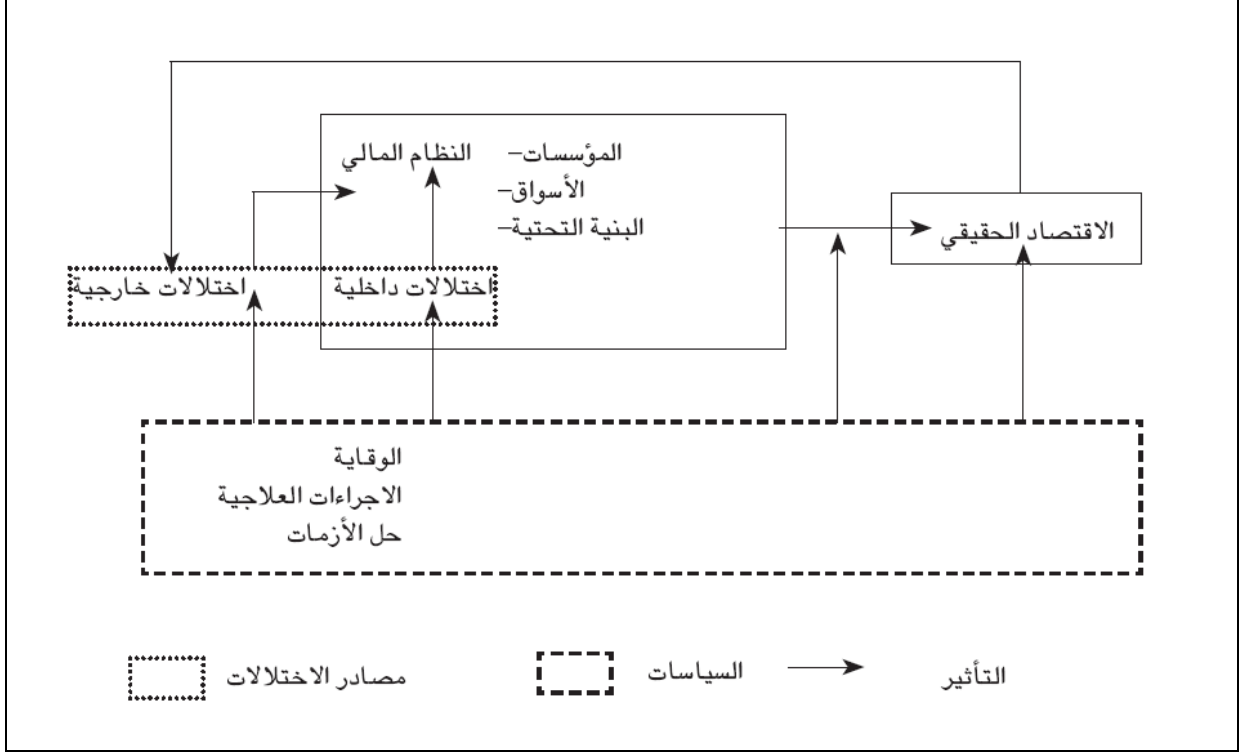 النظام المالي –المؤسسات
–الأسواق
–البنية التحتية
الاقتصاد الحقيقي
اختلالات داخلية
اختلالات خارجية
الوقاية
الاجراءات العلاجية
حل الأزمات
التأثير
السياسات
مصادر الاختلالات